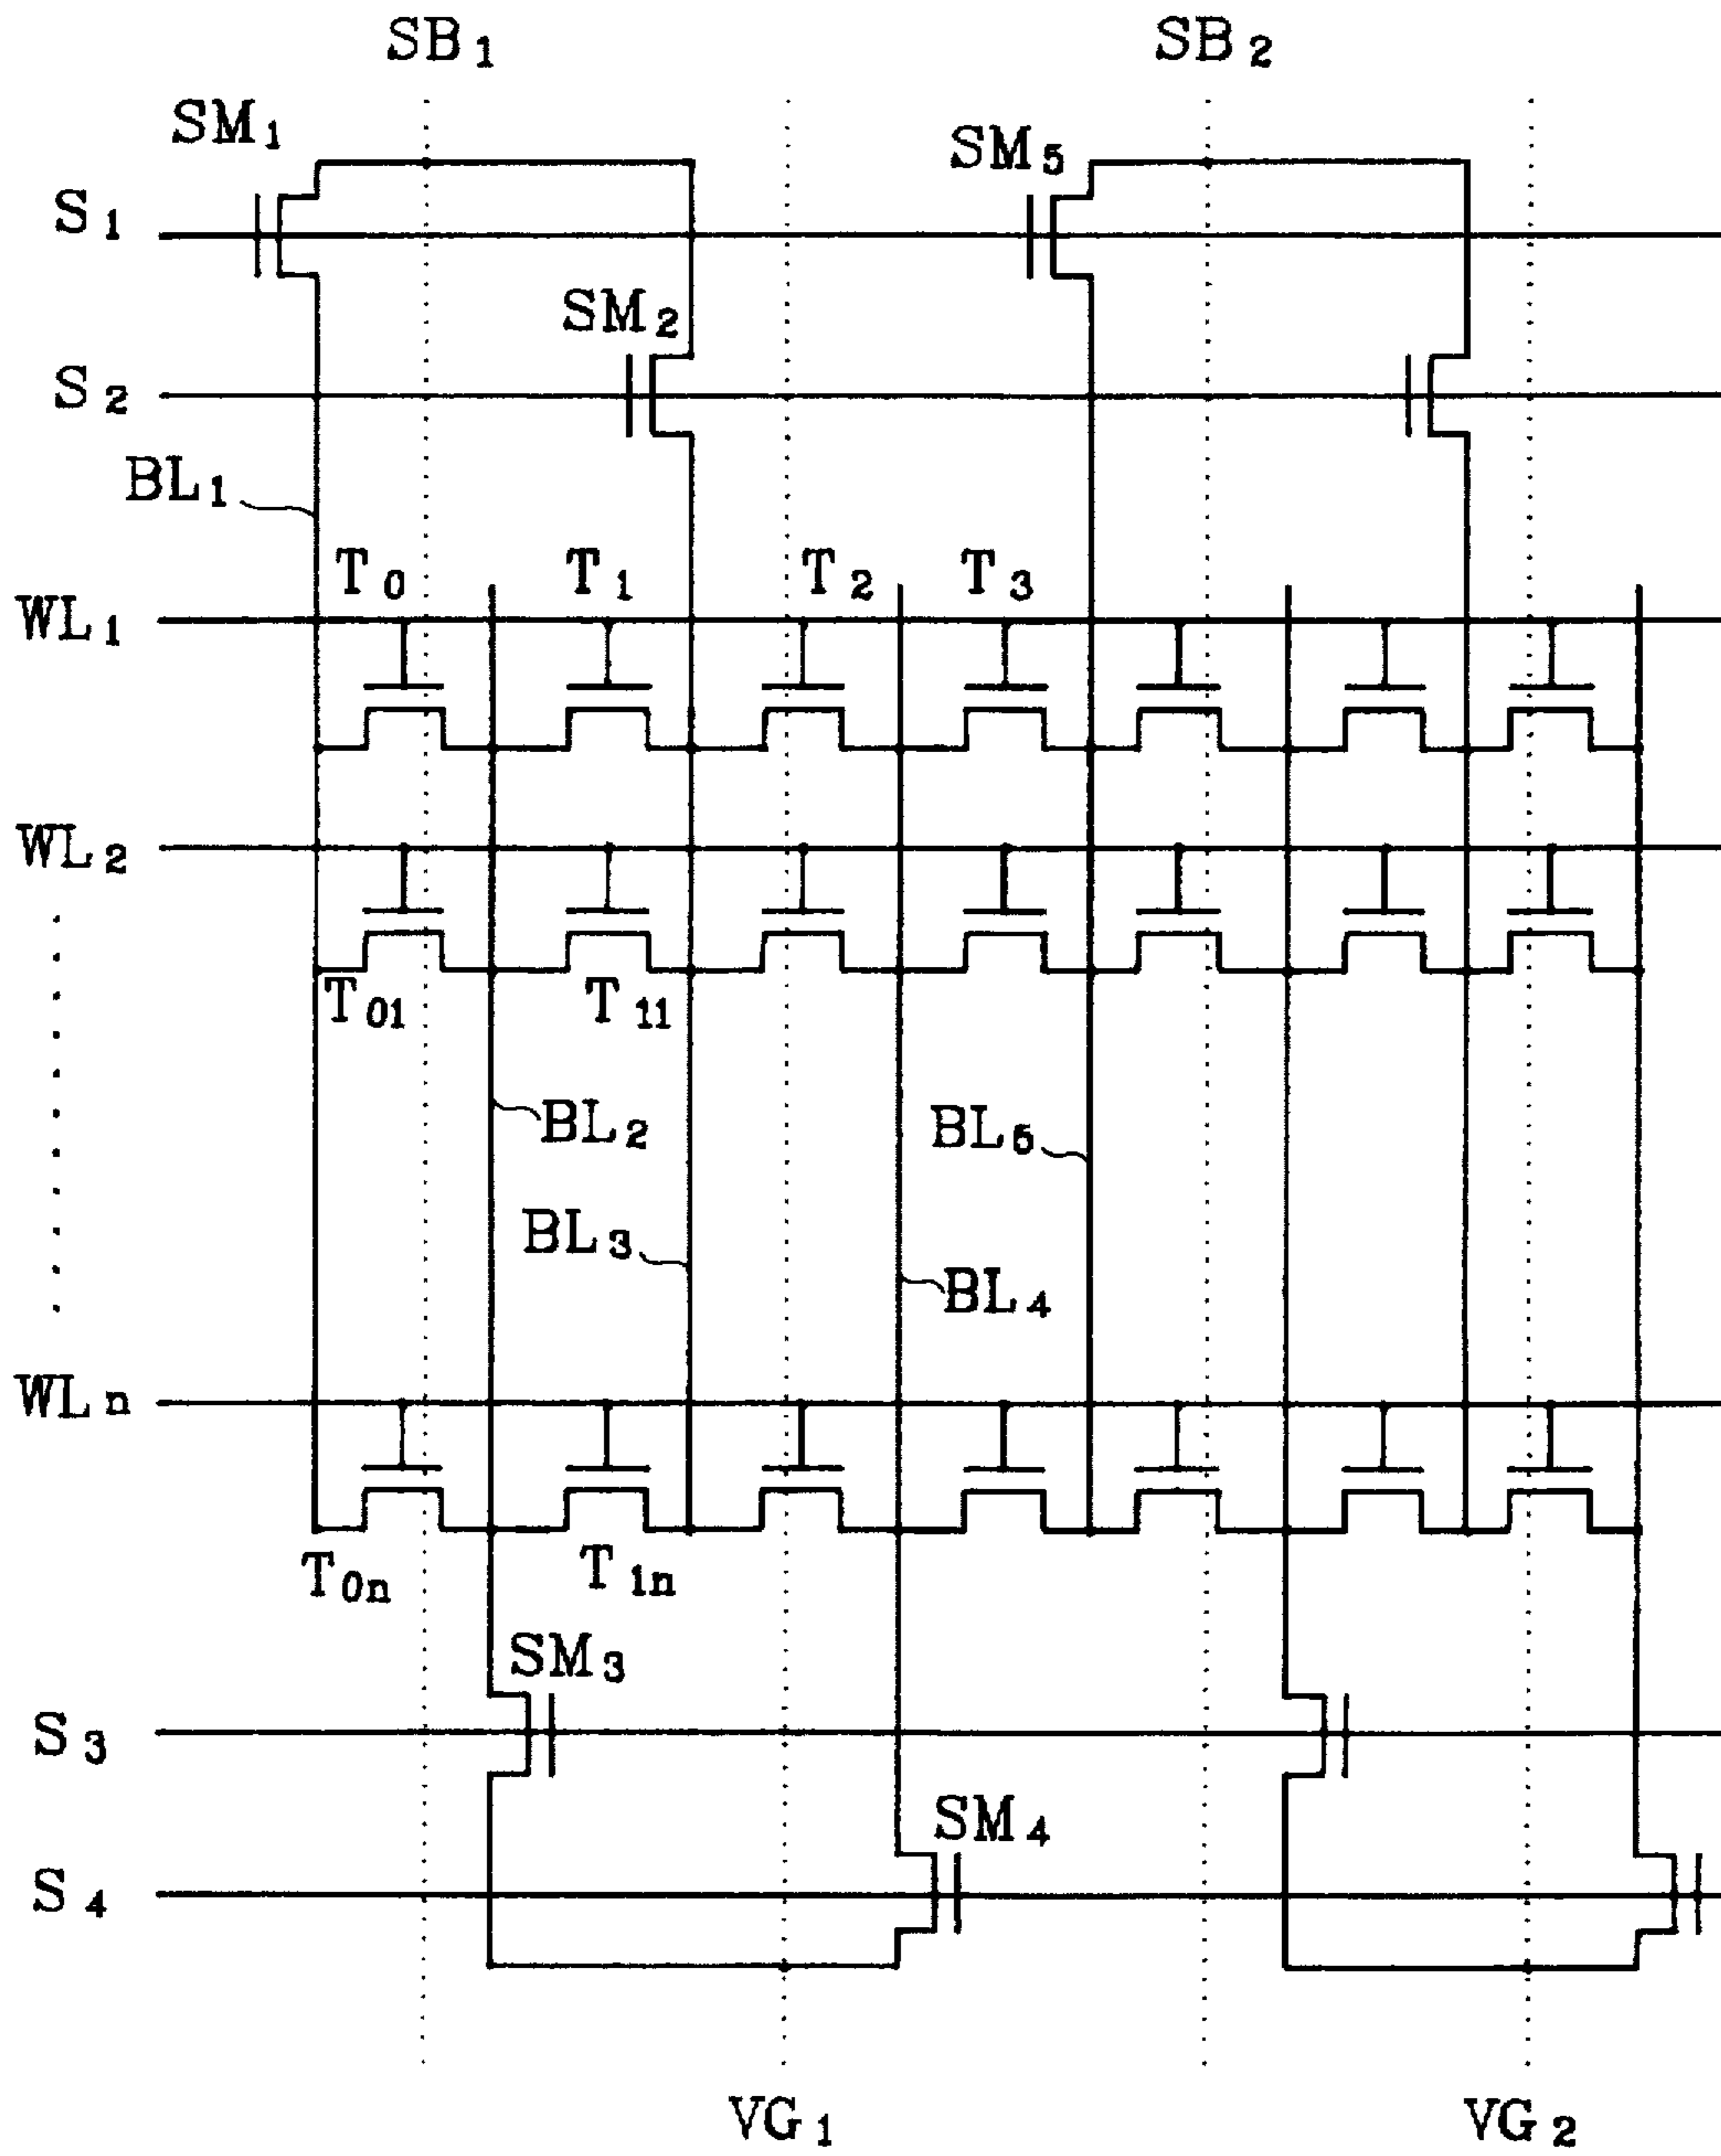 SB₁ SB₂
SM₁ SM₅
S₁
SM₂
S₂
BL₁
T₀ T₁ T₂ T₃
WL₁
WL₂
T₀₁ T₁₁
BL₂ BL₅
BL₃
BL₄
WLn
T₀ₙ T₁ₙ
SM₃
S₃
SM₄
S₄
VG₁ VG₂